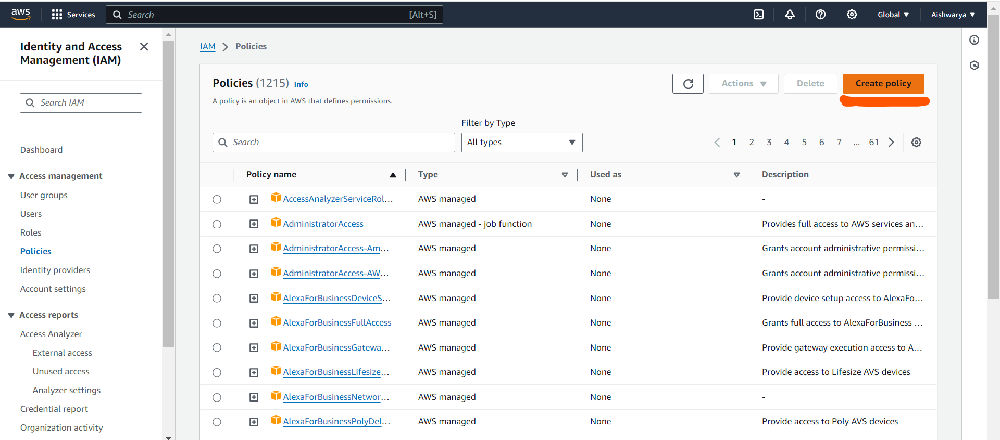 aws
Services
Search
[Alt+S]
Global
Aishwarya
Identity and Access
Management (IAM)
Search IAM
Dashboard
Access management
User groups
Users
Roles
Policies
Identity providers
Account settings
Access reports
Access Analyzer
External access
Unused access
Analyzer settings
Credential report
Organization activity
IAM > Policies
Policies (1215) Info
A policy is an object in AWS that defines permissions.
Actions
Delete
Create policy
Filter by Type
Search
All types
1 2 3 4 5 6 7 ... 61
Policy name Type Used as Description
AccessAnalyzerServiceRol... AWS managed None -
AdministratorAccess AWS managed - job function None Provides full access to AWS services an...
AdministratorAccess-Am... AWS managed None Grants account administrative permissi...
AdministratorAccess-AW... AWS managed None Grants account administrative permissi...
AlexaForBusinessDeviceS... AWS managed None Provide device setup access to AlexaFo...
AlexaForBusinessFullAccess AWS managed None Grants full access to AlexaForBusiness ...
AlexaForBusinessGatewa... AWS managed None Provide gateway execution access to A...
AlexaForBusinessLifesize... AWS managed None Provide access to Lifesize AVS devices
AlexaForBusinessNetwor... AWS managed None -
AlexaForBusinessPolyDel... AWS managed None Provide access to Poly AVS devices